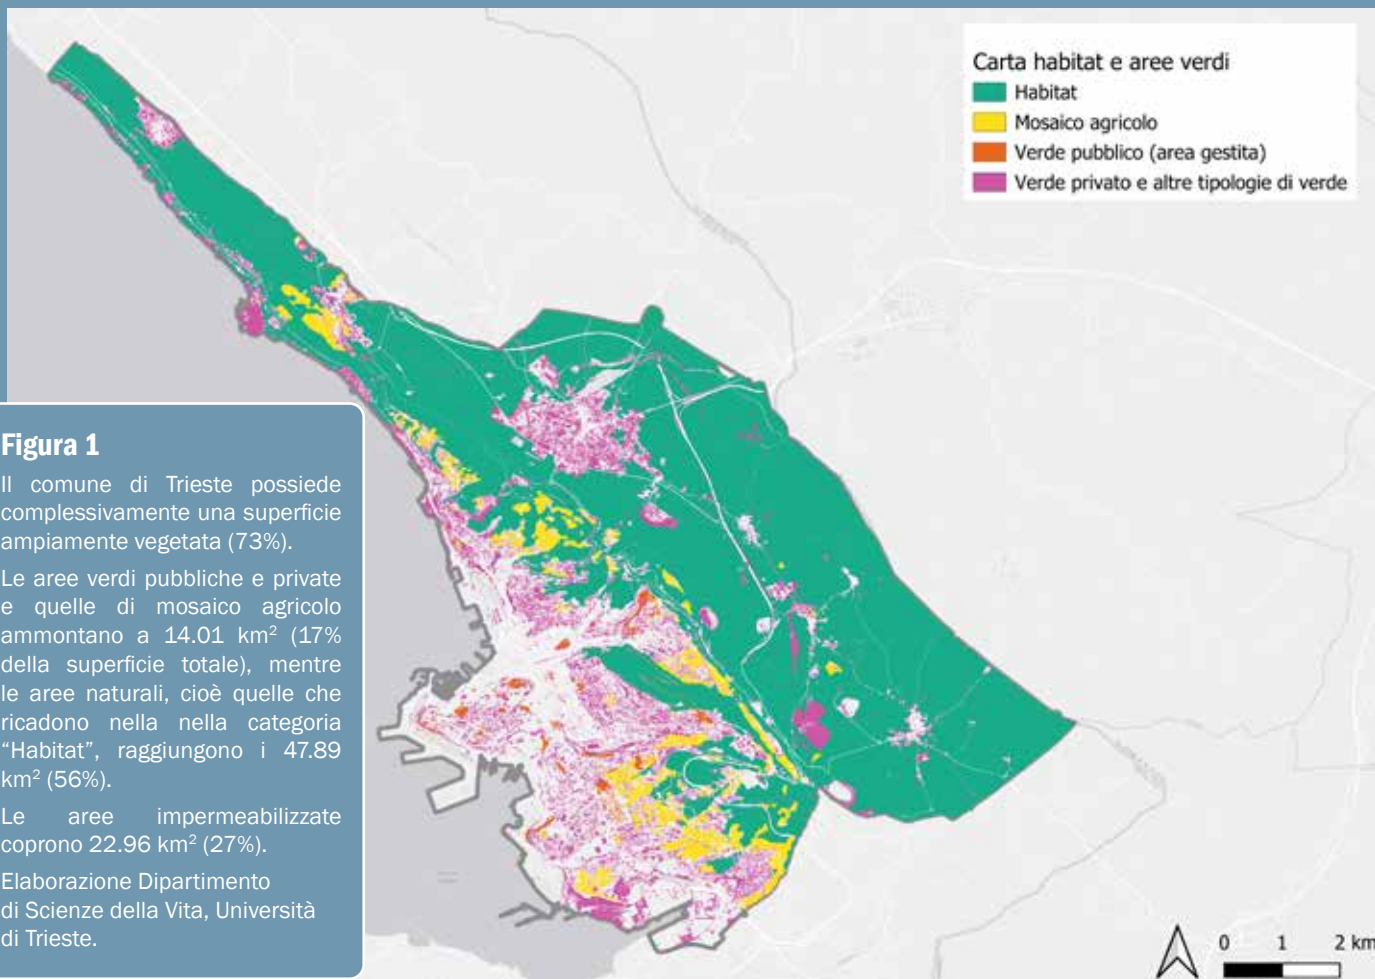 Carta habitat e aree verdi
Habitat
Mosaico agricolo
Verde pubblico (area gestita)
Verde privato e altre tipologie di verde
Figura 1
Il comune di Trieste possiede
complessivamente una superficie
ampiamente vegetata (73%).
Le aree verdi pubbliche e private
e quelle di mosaico agricolo
ammontano a 14.01 km² (17%
della superficie totale), mentre
le aree naturali, cioè quelle che
ricadono nella nella categoria
“Habitat”, raggiungono i 47.89
km² (56%).
Le aree impermeabilizzate
coprono 22.96 km² (27%).
Elaborazione Dipartimento
di Scienze della Vita, Università
di Trieste.
0 1 2 km